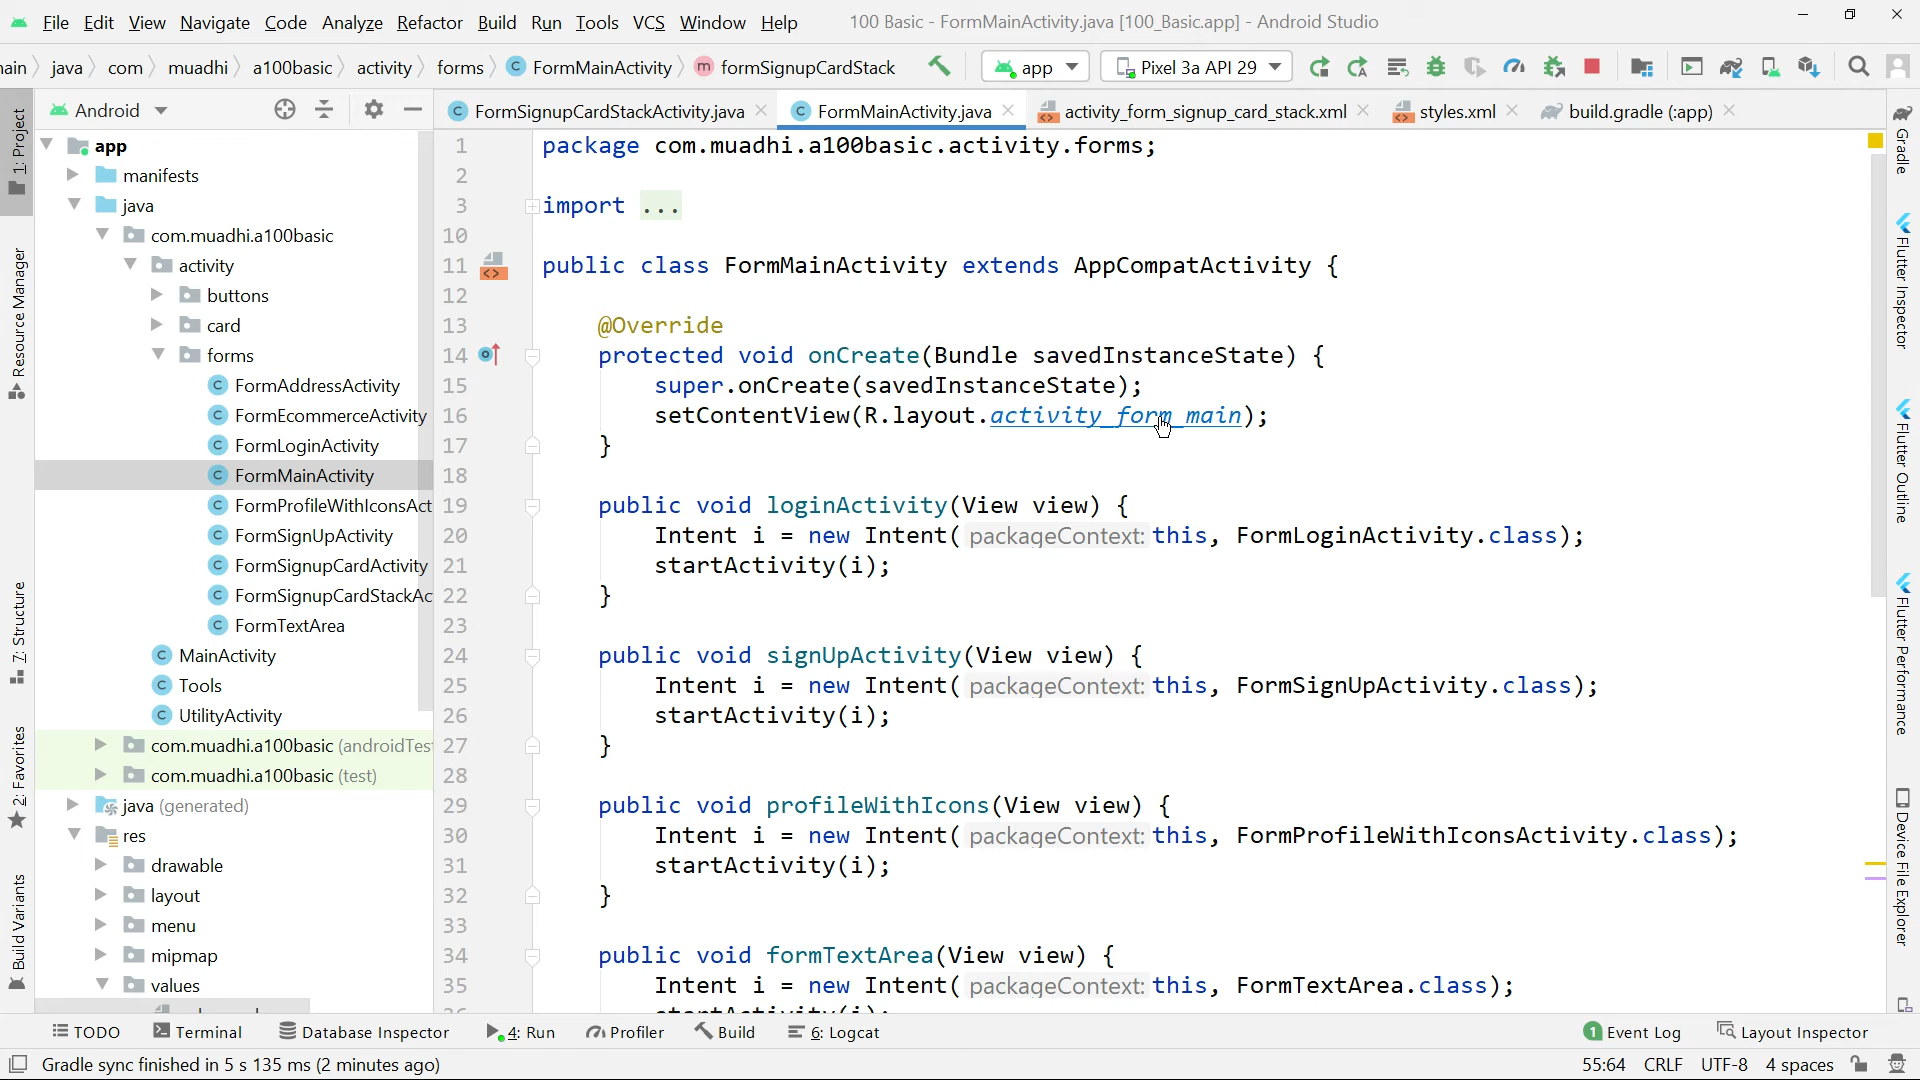 File Edit View Navigate Code Analyze Refactor Build Run Tools VCS Window Help 100 Basic - FormMainActivity.java [100_Basic.app] - Android Studio
ain java com muadhi a100basic activity forms FormMainActivity formSignupCardStack app Pixel 3a API 29
Android FormSignupCardStackActivity.java FormMainActivity.java activity_form_signup_card_stack.xml styles.xml build.gradle (:app)
1: Project
Resource Manager
7: Structure
2: Favorites
Build Variants
app
manifests
java
com.muadhi.a100basic
activity
buttons
card
forms
FormAddressActivity
FormEcommerceActivity
FormLoginActivity
FormMainActivity
FormProfileWithIconsAct
FormSignUpActivity
FormSignupCardActivity
FormSignupCardStackAc
FormTextArea
MainActivity
Tools
UtilityActivity
com.muadhi.a100basic (androidTes
com.muadhi.a100basic (test)
java (generated)
res
drawable
layout
menu
mipmap
values
1 package com.muadhi.a100basic.activity.forms;
2
3 import ...
10
11 public class FormMainActivity extends AppCompatActivity {
12
13 @Override
14 protected void onCreate(Bundle savedInstanceState) {
15 super.onCreate(savedInstanceState);
16 setContentView(R.layout.activity_form_main);
17 }
18
19 public void loginActivity(View view) {
20 Intent i = new Intent( packageContext: this, FormLoginActivity.class);
21 startActivity(i);
22 }
23
24 public void signUpActivity(View view) {
25 Intent i = new Intent( packageContext: this, FormSignUpActivity.class);
26 startActivity(i);
27 }
28
29 public void profileWithIcons(View view) {
30 Intent i = new Intent( packageContext: this, FormProfileWithIconsActivity.class);
31 startActivity(i);
32 }
33
34 public void formTextArea(View view) {
35 Intent i = new Intent( packageContext: this, FormTextArea.class);
Gradle
Flutter Inspector
Flutter Outline
Flutter Performance
Device File Explorer
TODO Terminal Database Inspector 4: Run Profiler Build 6: Logcat 1 Event Log Layout Inspector
Gradle sync finished in 5 s 135 ms (2 minutes ago) 55:64 CRLF UTF-8 4 spaces